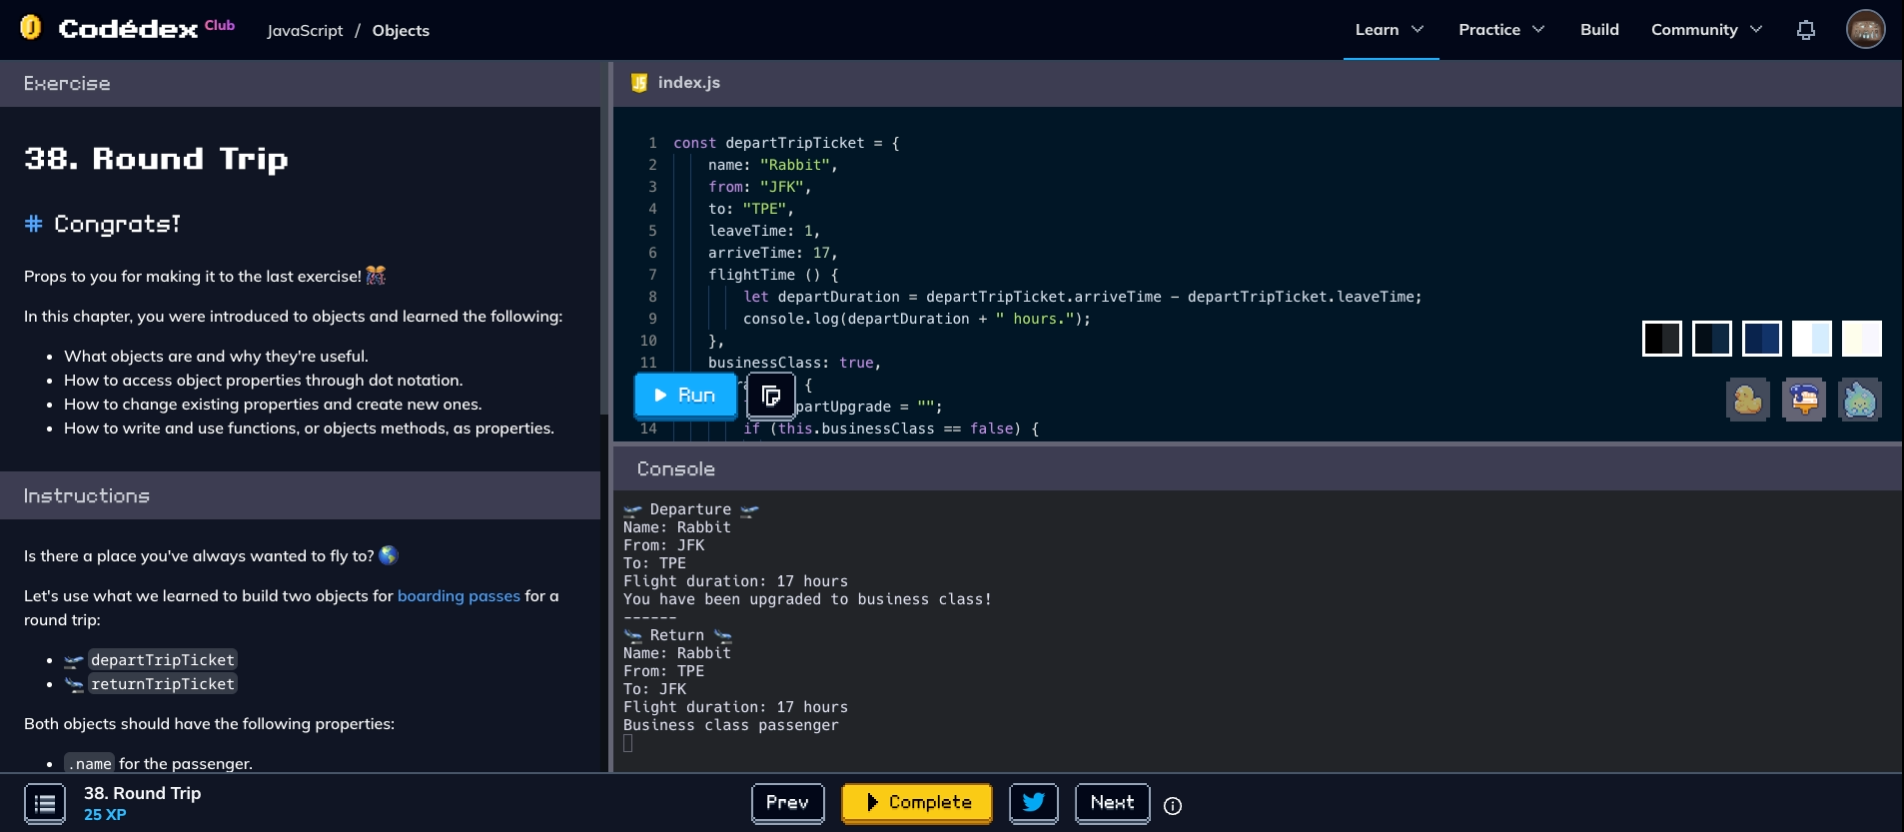 Codédex Club
JavaScript / Objects
Learn
Practice
Build
Community
Exercise
38. Round Trip
# Congrats!
Props to you for making it to the last exercise!
In this chapter, you were introduced to objects and learned the following:
• What objects are and why they're useful.
• How to access object properties through dot notation.
• How to change existing properties and create new ones.
• How to write and use functions, or objects methods, as properties.
Instructions
Is there a place you've always wanted to fly to? 🌎
Let's use what we learned to build two objects for boarding passes for a
round trip:
• 🛫 departTripTicket
• 🛬 returnTripTicket
Both objects should have the following properties:
• .name for the passenger.
JS index.js
1 const departTripTicket = {
2 name: "Rabbit",
3 from: "JFK",
4 to: "TPE",
5 leaveTime: 1,
6 arriveTime: 17,
7 flightTime () {
8 let departDuration = departTripTicket.arriveTime - departTripTicket.leaveTime;
9 console.log(departDuration + " hours.");
10 },
11 businessClass: true,
{
partUpgrade = "";
14 if (this.businessClass == false) {
Run
Console
🛫 Departure 🛫
Name: Rabbit
From: JFK
To: TPE
Flight duration: 17 hours
You have been upgraded to business class!
------
🛬 Return 🛬
Name: Rabbit
From: TPE
To: JFK
Flight duration: 17 hours
Business class passenger
38. Round Trip
25 XP
Prev
Complete
Next